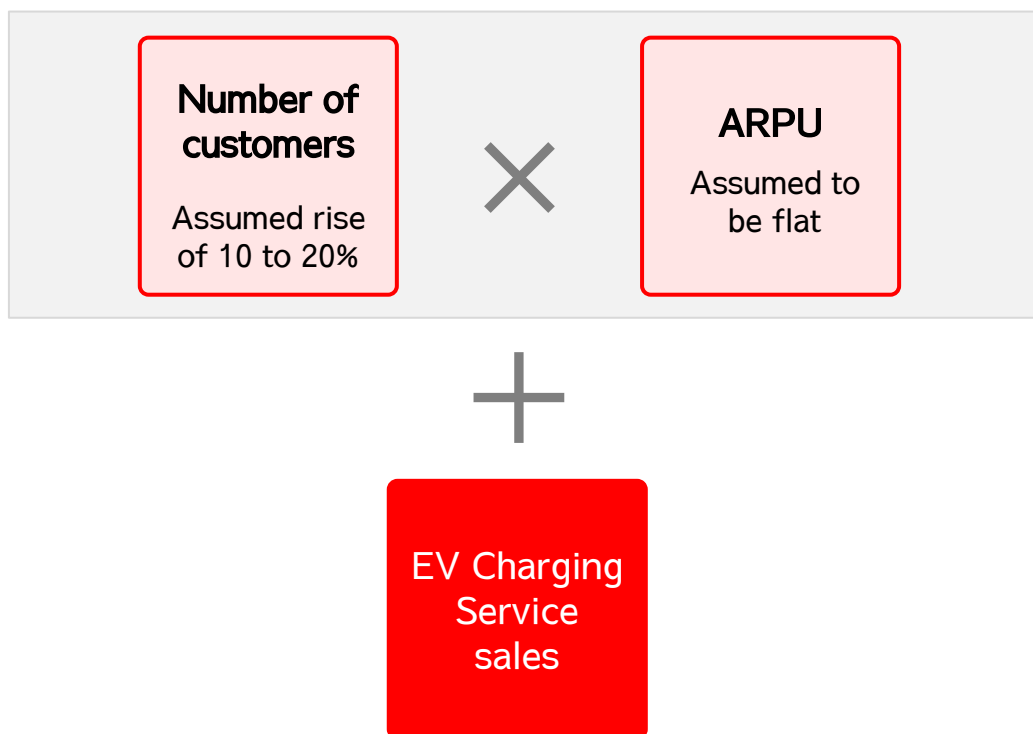 Number of
customers
Assumed rise
of 10 to 20%
ARPU
Assumed to
be flat
EV Charging
Service
sales